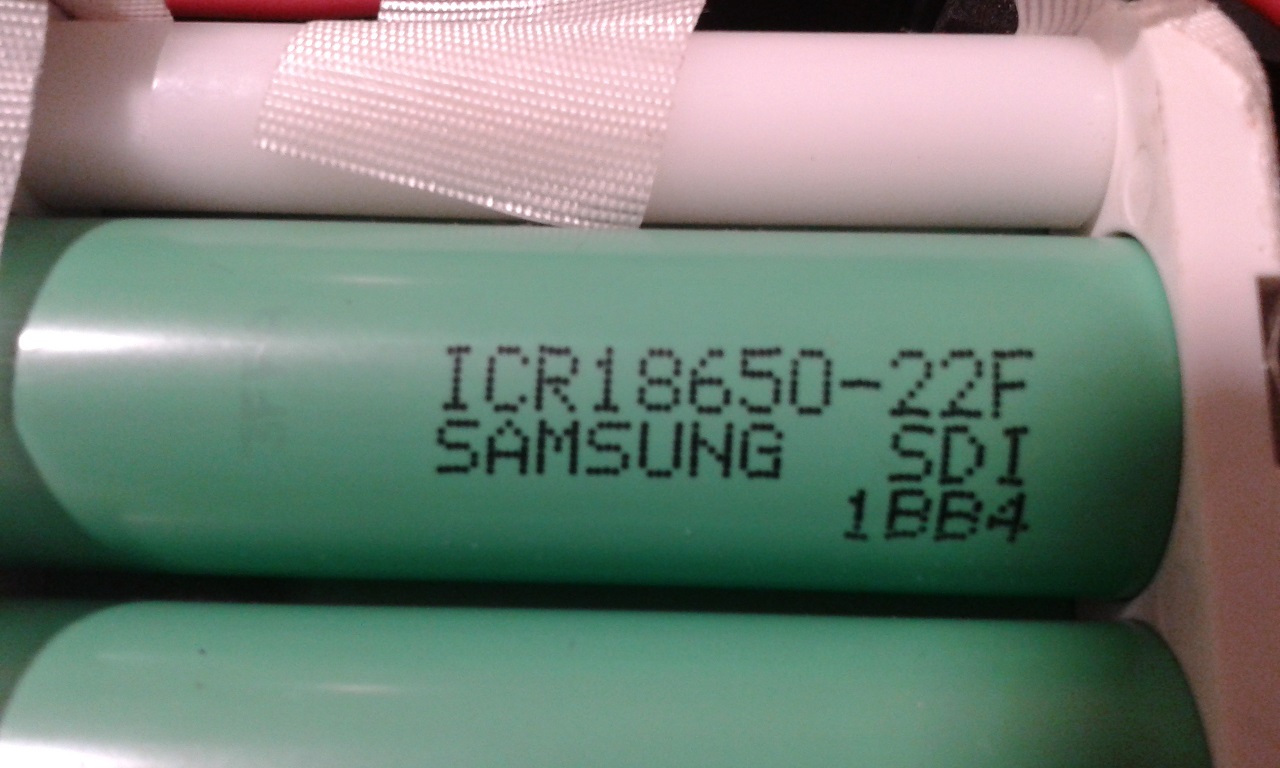 ICR18650-22F
SAMSUNG SDI
1BB4